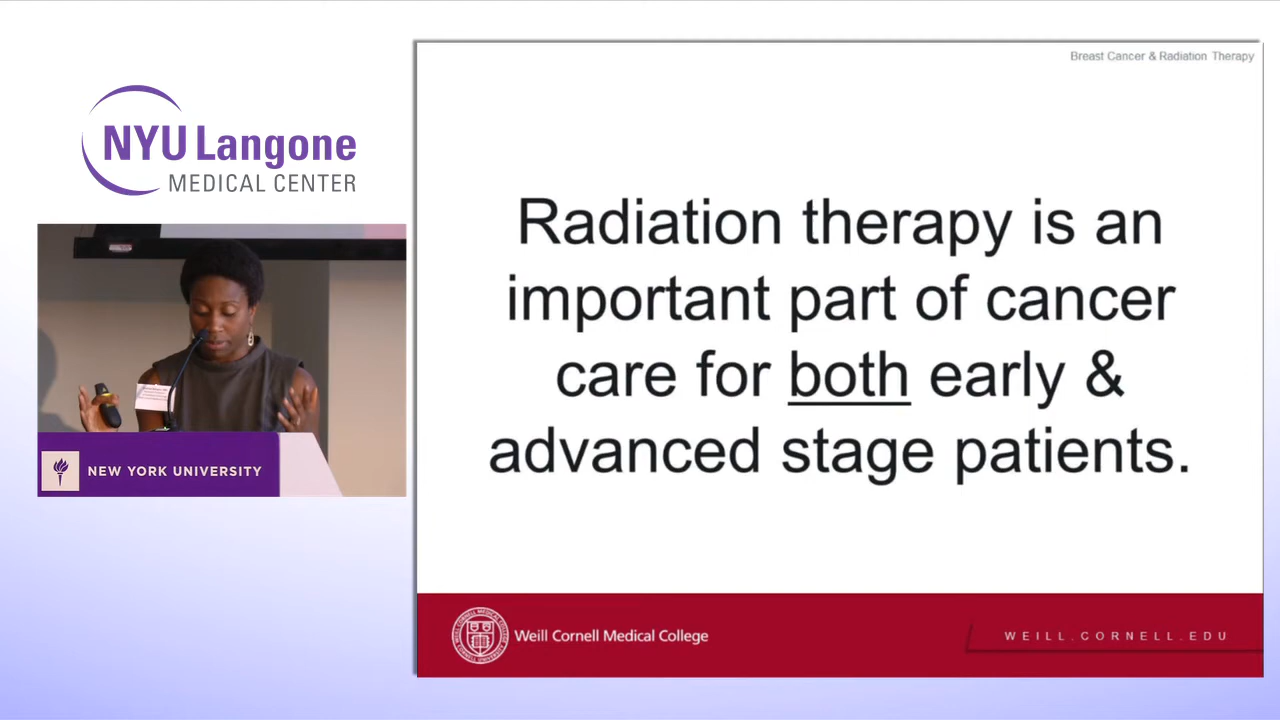 NYU Langone
MEDICAL CENTER
NEW YORK UNIVERSITY
Breast Cancer & Radiation Therapy
Radiation therapy is an
important part of cancer
care for both early &
advanced stage patients.
Weill Cornell Medical College
WEILL.CORNELL.EDU